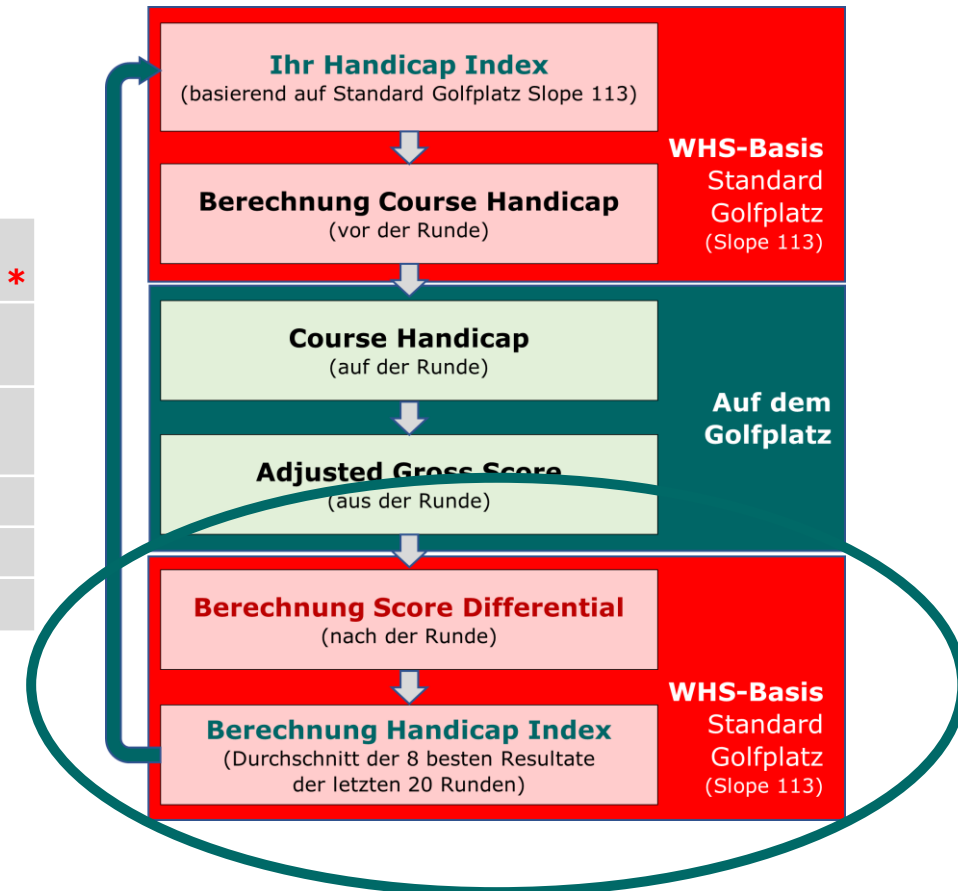 Ihr Handicap Index
(basierend auf Standard Golfplatz Slope 113)
WHS-Basis
Standard
Golfplatz
(Slope 113)
Berechnung Course Handicap
(vor der Runde)
*
Course Handicap
(auf der Runde)
Auf dem
Golfplatz
Adjusted Gross Score
(aus der Runde)
Berechnung Score Differential
(nach der Runde)
WHS-Basis
Standard
Golfplatz
(Slope 113)
Berechnung Handicap Index
(Durchschnitt der 8 besten Resultate
der letzten 20 Runden)